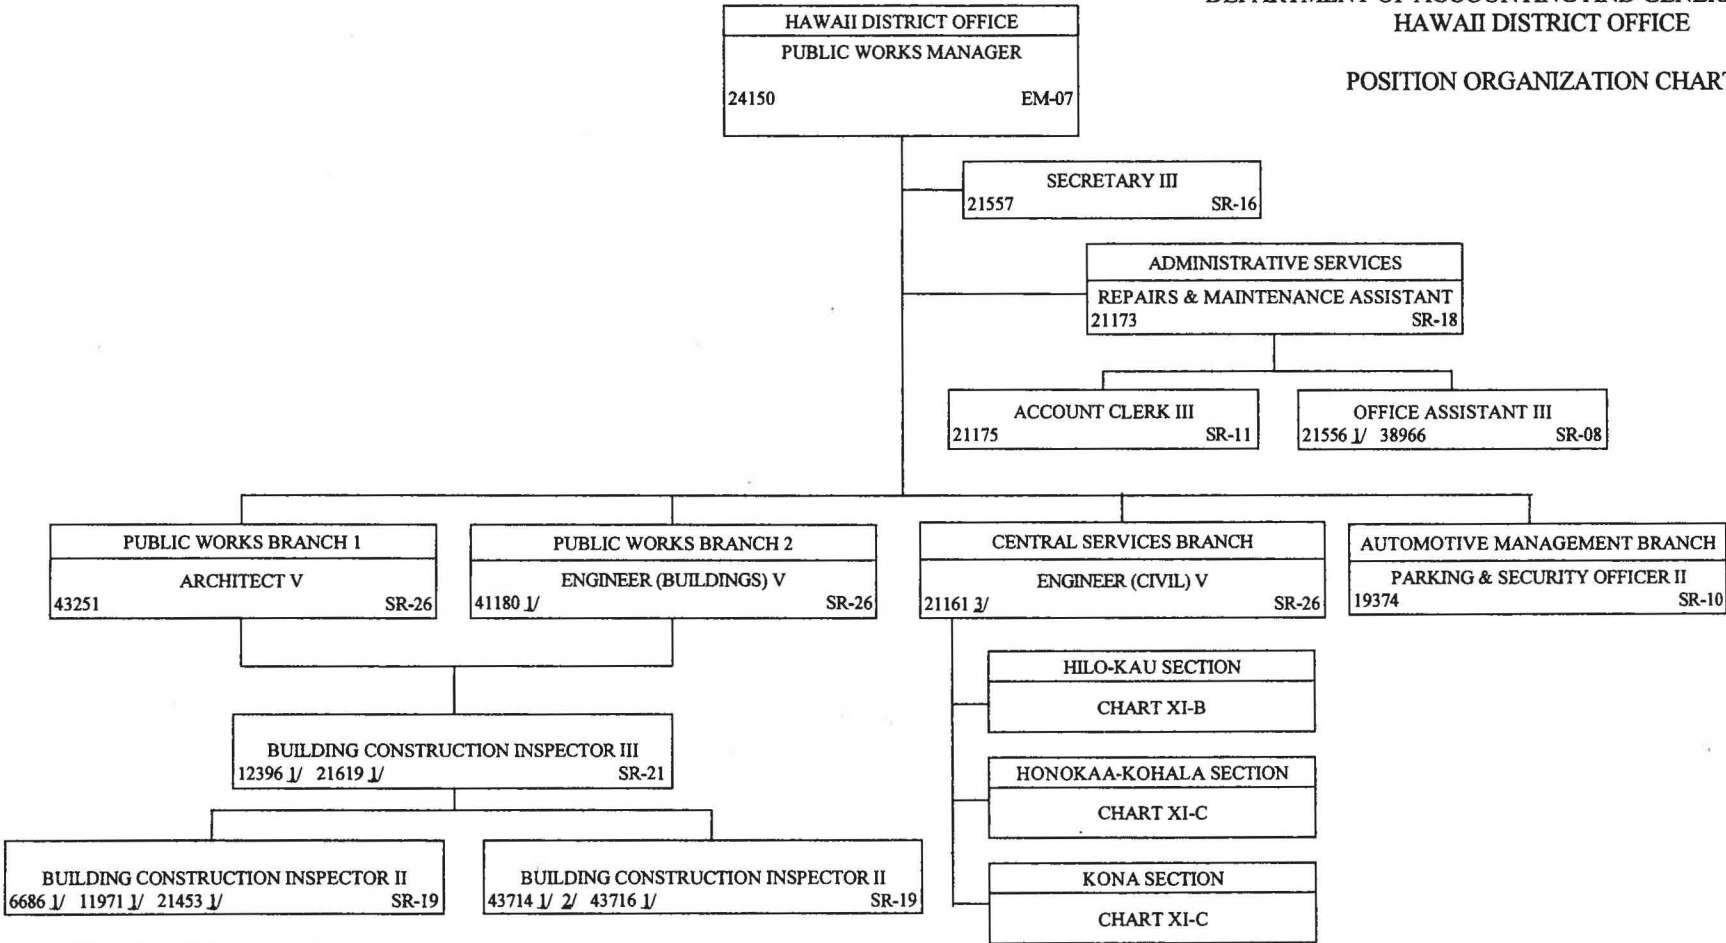 HAWAII DISTRICT OFFICE
PUBLIC WORKS MANAGER
24150 EM-07
HAWAII DISTRICT OFFICE
POSITION ORGANIZATION CHART
SECRETARY III
21557 SR-16
ADMINISTRATIVE SERVICES
REPAIRS & MAINTENANCE ASSISTANT
21173 SR-18
ACCOUNT CLERK III
21175 SR-11
OFFICE ASSISTANT III
21556 1/ 38966 SR-08
PUBLIC WORKS BRANCH 1
ARCHITECT V
43251 SR-26
PUBLIC WORKS BRANCH 2
ENGINEER (BUILDINGS) V
41180 1/ SR-26
CENTRAL SERVICES BRANCH
ENGINEER (CIVIL) V
21161 3/ SR-26
AUTOMOTIVE MANAGEMENT BRANCH
PARKING & SECURITY OFFICER II
19374 SR-10
HILO-KAU SECTION
CHART XI-B
HONOKAA-KOHALA SECTION
CHART XI-C
KONA SECTION
CHART XI-C
BUILDING CONSTRUCTION INSPECTOR III
12396 1/ 21619 1/ SR-21
BUILDING CONSTRUCTION INSPECTOR II
6686 1/ 11971 1/ 21453 1/ SR-19
BUILDING CONSTRUCTION INSPECTOR II
43714 1/ 2/ 43716 1/ SR-19